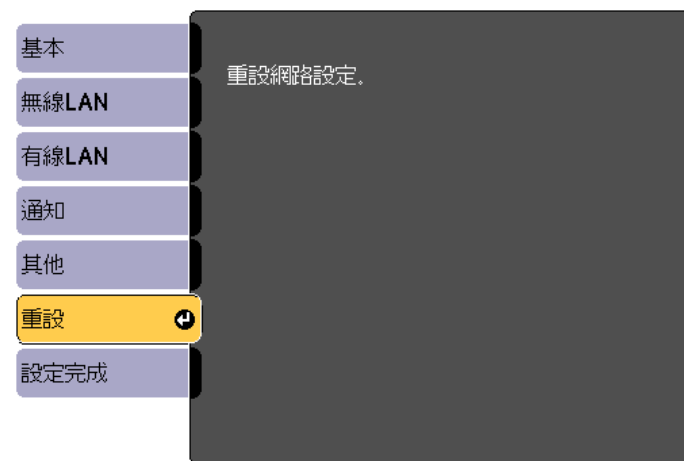 基本
無線LAN
有線LAN
通知
其他
重設
設定完成
重設網路設定.